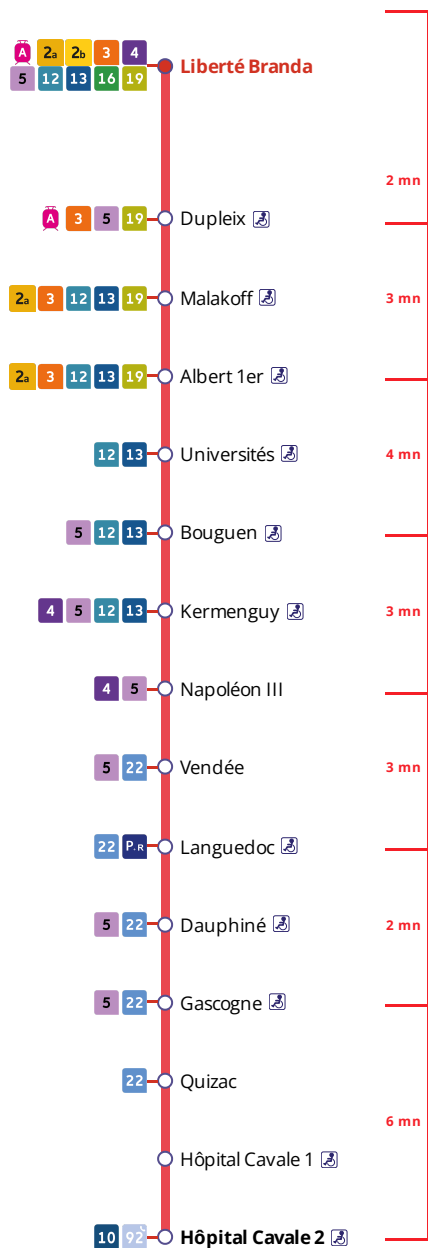 A 2a 2b 3 4
5 12 13 16 19
Liberté Branda
2 mn
A 3 5 19 Dupleix
2a 3 12 13 19 Malakoff 3 mn
2a 3 12 13 19 Albert 1er
12 13 Universités 4 mn
5 12 13 Bouguen
4 5 12 13 Kermenguy 3 mn
4 5 Napoléon III
5 22 Vendée 3 mn
22 P+R Languedoc
5 22 Dauphiné 2 mn
5 22 Gascogne
22 Quizac
6 mn
Hôpital Cavale 1
10 92 Hôpital Cavale 2